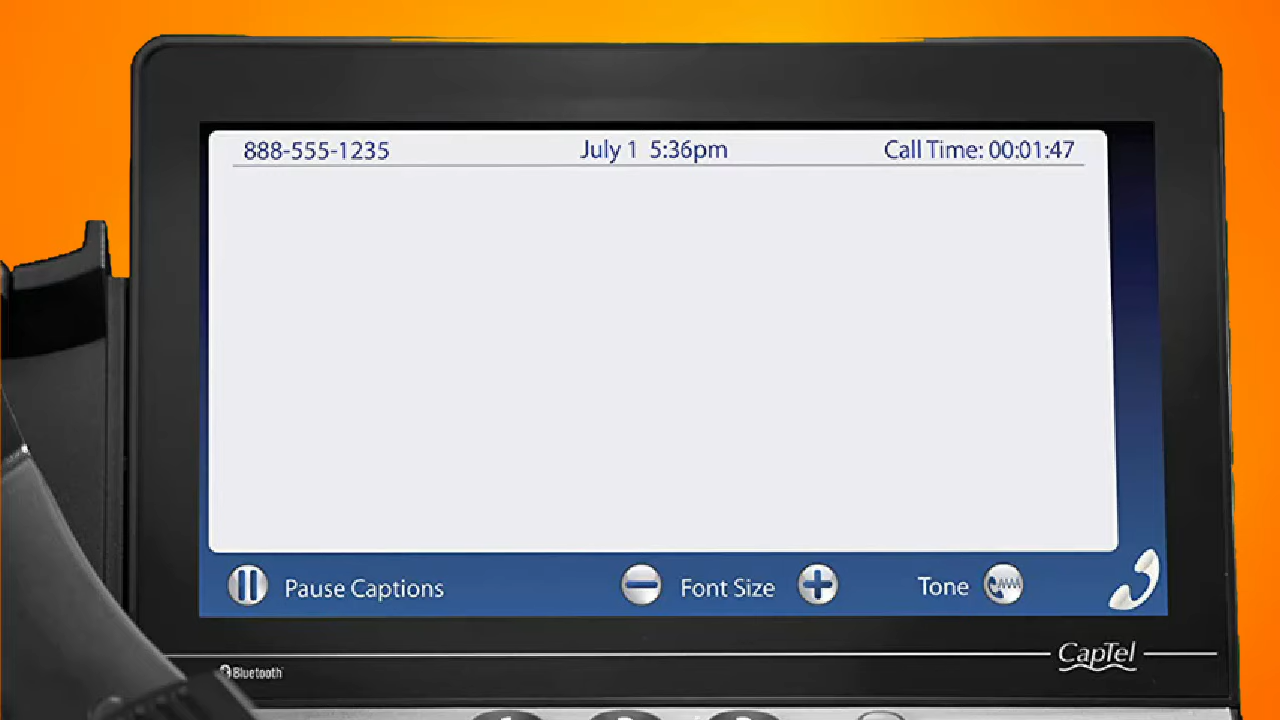 888-555-1235 July 1 5:36pm Call Time: 00:01:47
Pause Captions Font Size Tone
Bluetooth
CapTel